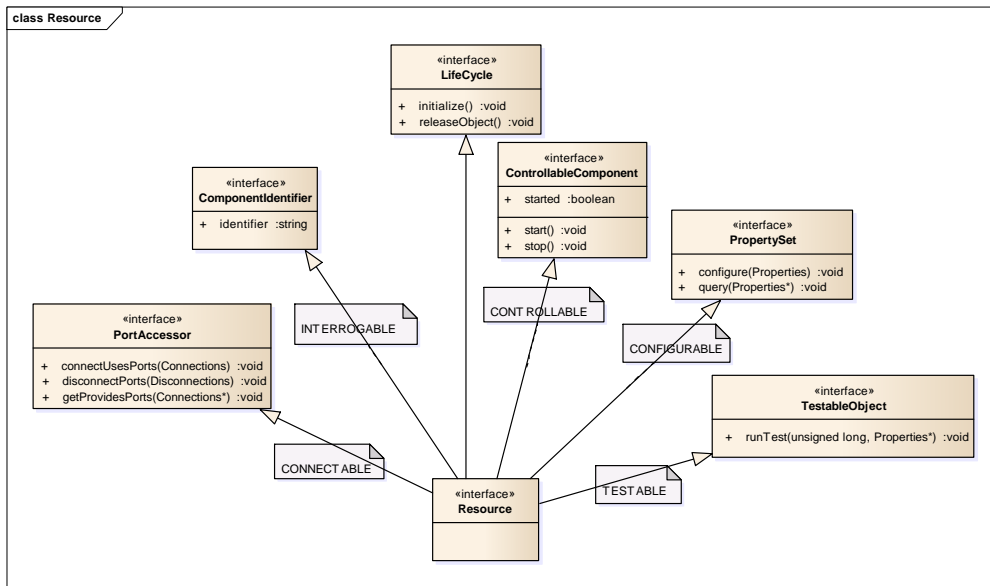 class Resource
«interface»
LifeCycle
+ initialize() :void
+ releaseObject() :void
«interface»
ControllableComponent
+ started :boolean
+ start() :void
+ stop() :void
«interface»
ComponentIdentifier
+ identifier :string
«interface»
PropertySet
+ configure(Properties) :void
+ query(Properties*) :void
«interface»
PortAccessor
+ connectUsesPorts(Connections) :void
+ disconnectPorts(Disconnections) :void
+ getProvidesPorts(Connections*) :void
INTERROGABLE
CONTROLLABLE
CONFIGURABLE
«interface»
TestableObject
+ runTest(unsigned long, Properties*) :void
CONNECTABLE
TESTABLE
«interface»
Resource